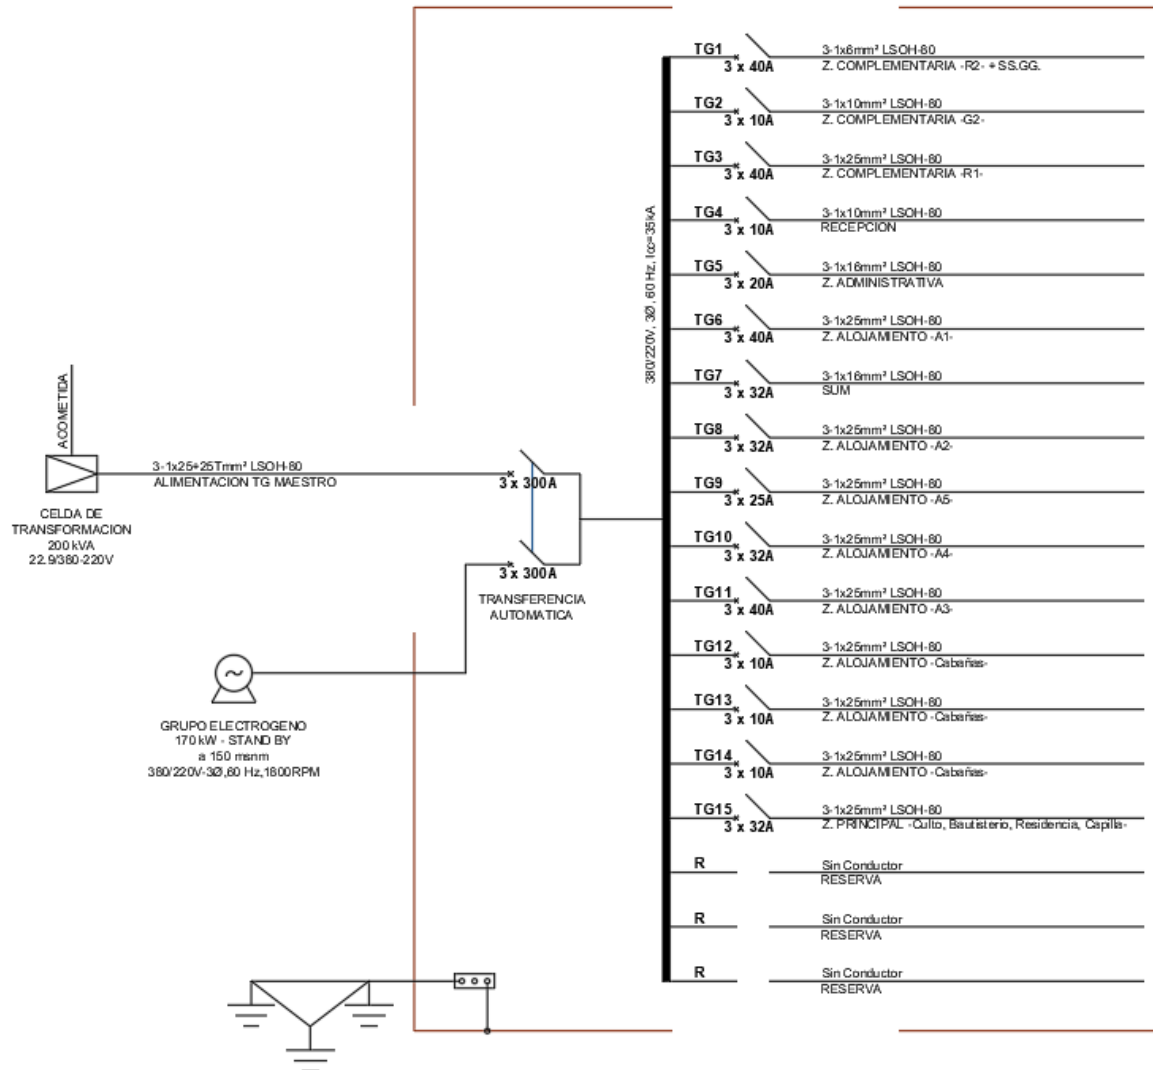 TG1
3 x 40A
3-1x6mm² LSOH-80
Z. COMPLEMENTARIA -R2- + SS.GG.
TG2
3 x 10A
3-1x10mm² LSOH-80
Z. COMPLEMENTARIA -G2-
TG3
3 x 40A
3-1x25mm² LSOH-80
Z. COMPLEMENTARIA -R1-
TG4
3 x 10A
3-1x10mm² LSOH-80
RECEPCION
TG5
3 x 20A
3-1x16mm² LSOH-80
Z. ADMINISTRATIVA
TG6
3 x 40A
3-1x25mm² LSOH-80
Z. ALOJAMIENTO -A1-
TG7
3 x 32A
3-1x16mm² LSOH-80
SUM
TG8
3 x 32A
3-1x25mm² LSOH-80
Z. ALOJAMIENTO -A2-
TG9
3 x 25A
3-1x25mm² LSOH-80
Z. ALOJAMIENTO -A5-
TG10
3 x 32A
3-1x25mm² LSOH-80
Z. ALOJAMIENTO -A4-
TG11
3 x 40A
3-1x25mm² LSOH-80
Z. ALOJAMIENTO -A3-
TG12
3 x 10A
3-1x25mm² LSOH-80
Z. ALOJAMIENTO -Cabañas-
TG13
3 x 10A
3-1x25mm² LSOH-80
Z. ALOJAMIENTO -Cabañas-
TG14
3 x 10A
3-1x25mm² LSOH-80
Z. ALOJAMIENTO -Cabañas-
TG15
3 x 32A
3-1x25mm² LSOH-80
Z. PRINCIPAL -Culto, Bautisterio, Residencia, Capilla-
R
Sin Conductor
RESERVA
R
Sin Conductor
RESERVA
R
Sin Conductor
RESERVA
380/220V, 3Ø, 60 Hz, Icc=35kA
ACOMETIDA
3-1x25+25Tmm² LSOH-80
ALIMENTACION TG MAESTRO
3 x 300A
CELDA DE
TRANSFORMACION
200 kVA
22.9/380-220V
3 x 300A
TRANSFERENCIA
AUTOMATICA
~
GRUPO ELECTROGENO
170 kW - STAND BY
a 150 msnm
380/220V-3Ø,60 Hz,1800RPM